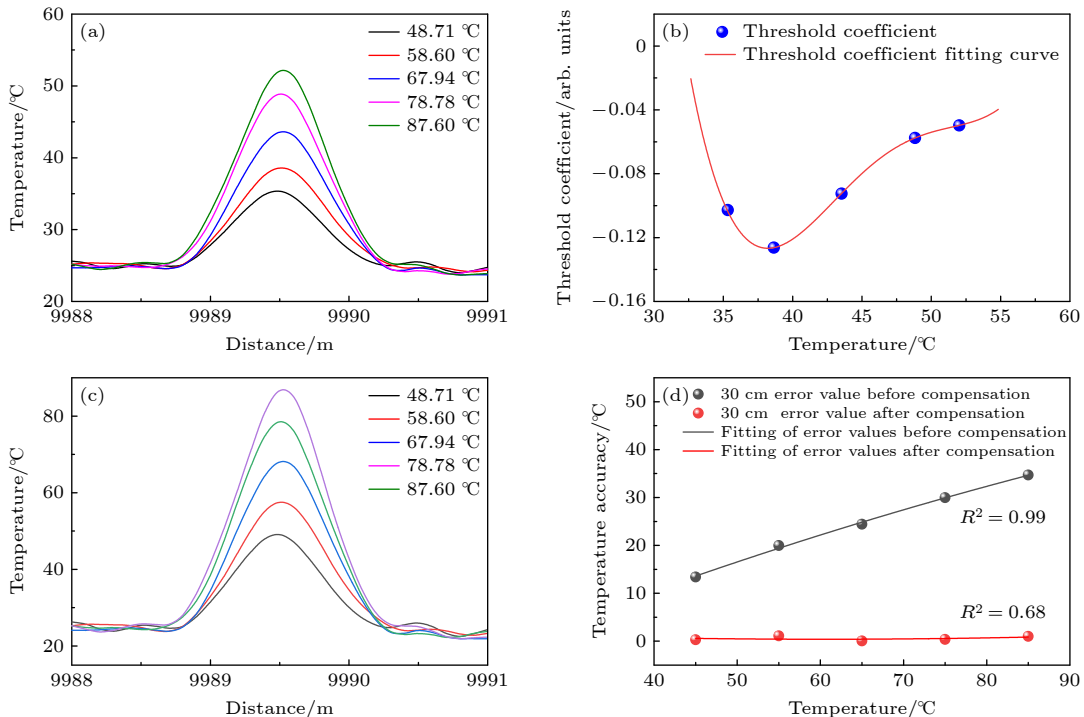 (a)
48.71 ℃
58.60 ℃
67.94 ℃
78.78 ℃
87.60 ℃
60
50
40
30
20
Temperature/℃
9988
9989
9990
9991
Distance/m
(b)
Threshold coefficient
Threshold coefficient fitting curve
0
−0.04
−0.08
−0.12
−0.16
Threshold coefficient/arb. units
30
35
40
45
50
55
60
Temperature/℃
(c)
48.71 ℃
58.60 ℃
67.94 ℃
78.78 ℃
87.60 ℃
80
60
40
20
Temperature/℃
9988
9989
9990
9991
Distance/m
(d)
30 cm error value before compensation
30 cm error value after compensation
Fitting of error values before compensation
Fitting of error values after compensation
R² = 0.99
R² = 0.68
50
40
30
20
10
0
Temperature accuracy/℃
40
50
60
70
80
90
Temperature/℃